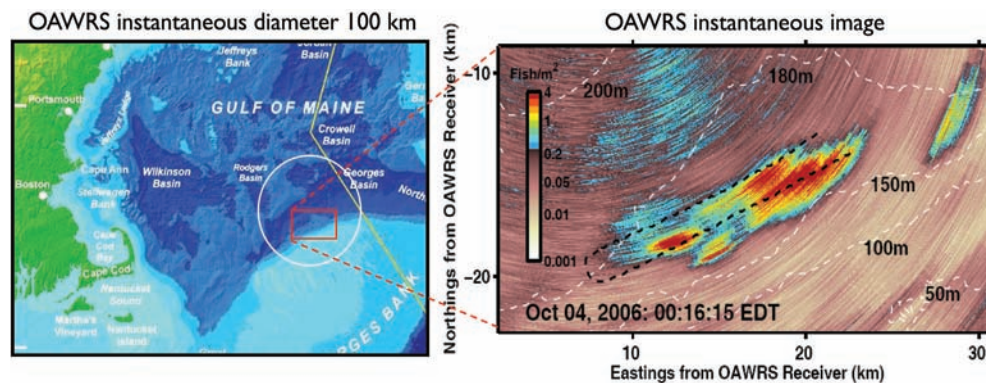 OAWRS instantaneous diameter 100 km
Jordan
Basin
Jeffreys
Bank
Portsmouth
GULF OF MAINE
Jeffreys Ledge
Crowell
Basin
Cape Ann
Wilkinson
Basin
Rodgers
Basin
Georges
Basin
Boston
Stellwagen
Bank
North
Cape
Cod
Bay
Cape Cod
Nantucket
Sound
Martha's
Vineyard
Nantucket
Island
RGES BANK
OAWRS instantaneous image
Northings from OAWRS Receiver (km)
−10
−20
Fish/m²
4
1
0.2
0.05
0.01
0.001
200m
180m
150m
100m
50m
Oct 04, 2006: 00:16:15 EDT
10
20
30
Eastings from OAWRS Receiver (km)